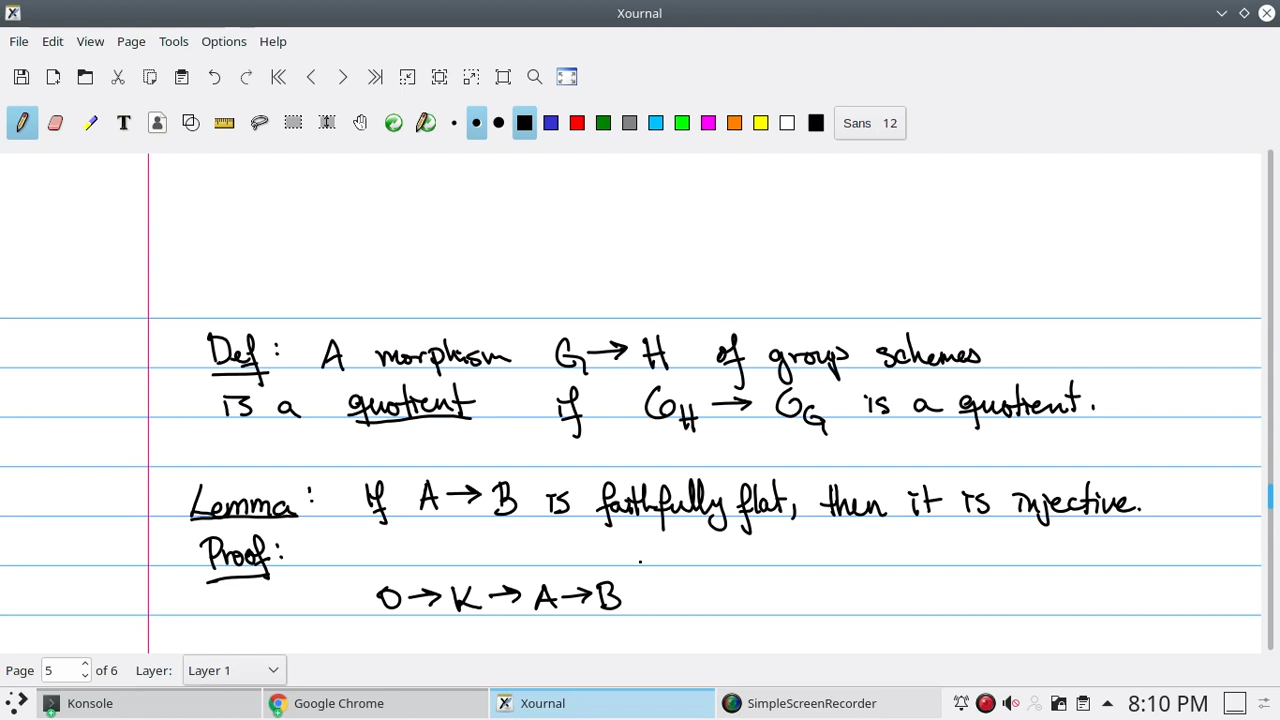 Xournal
File Edit View Page Tools Options Help
Sans 12
Def: A morphism G → H of group schemes
is a quotient if O_H → O_G is a quotient.
Lemma: If A → B is faithfully flat, then it is injective.
Proof:
0 → K → A → B
Page 5 of 6 Layer: Layer 1
Konsole Google Chrome Xournal SimpleScreenRecorder 8:10 PM